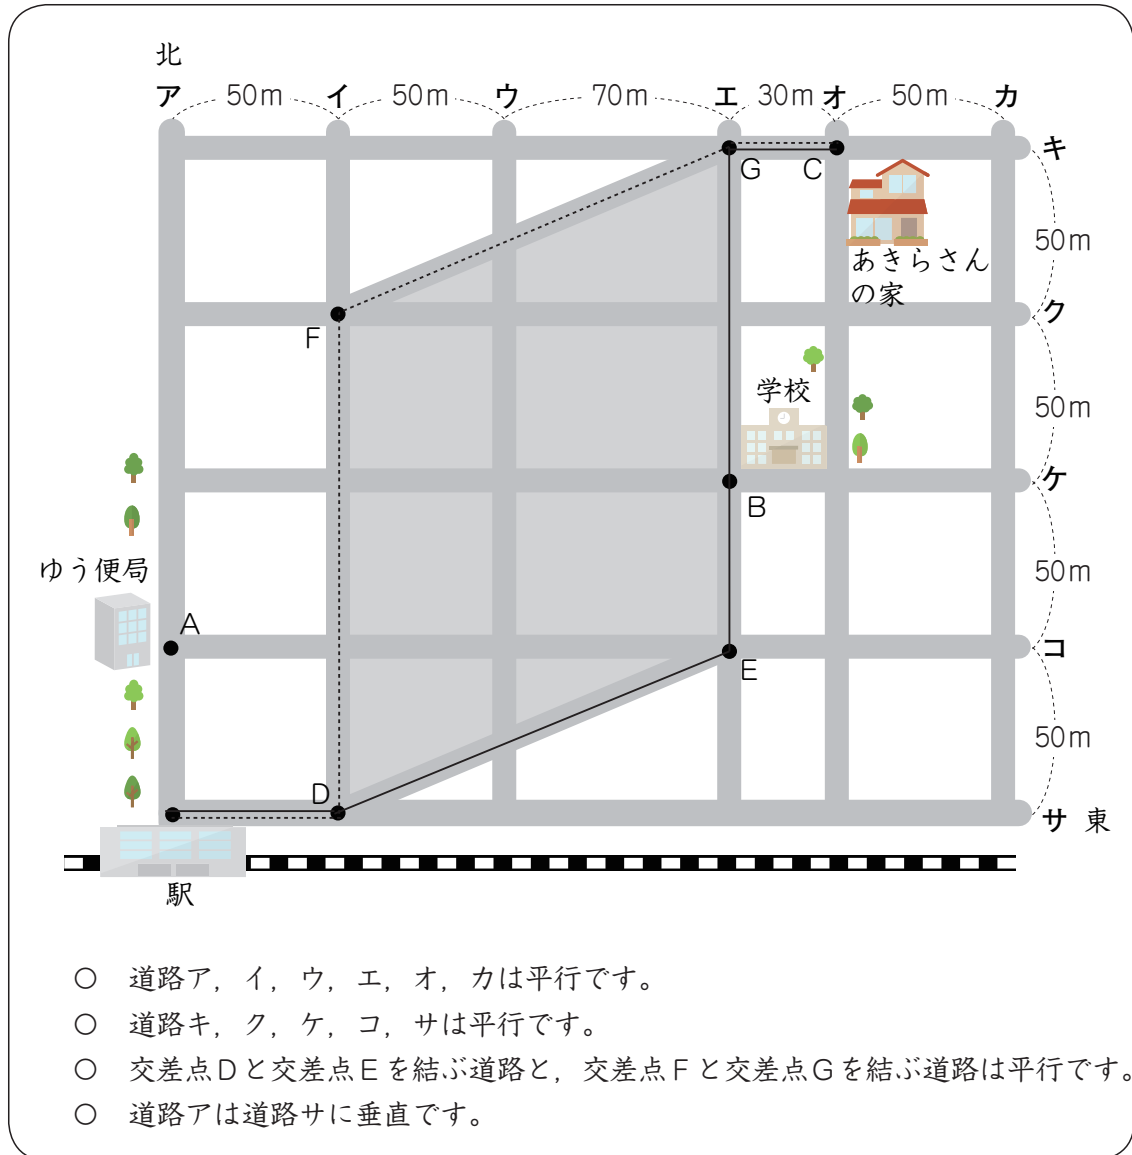 北
ア 50m イ 50m ウ 70m エ 30m オ 50m カ
キ
G C
50m
あきらさん
の家
ク
F
学校
50m
ケ
B
ゆう便局
50m
A
コ
E
50m
D
サ 東
駅
○ 道路ア，イ，ウ，エ，オ，カは平行です。
○ 道路キ，ク，ケ，コ，サは平行です。
○ 交差点Dと交差点Eを結ぶ道路と，交差点Fと交差点Gを結ぶ道路は平行です。
○ 道路アは道路サに垂直です。